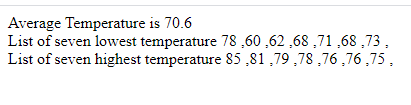 Average Temperature is 70.6
List of seven lowest temperature 78 ,60 ,62 ,68 ,71 ,68 ,73 ,
List of seven highest temperature 85 ,81 ,79 ,78 ,76 ,76 ,75 ,